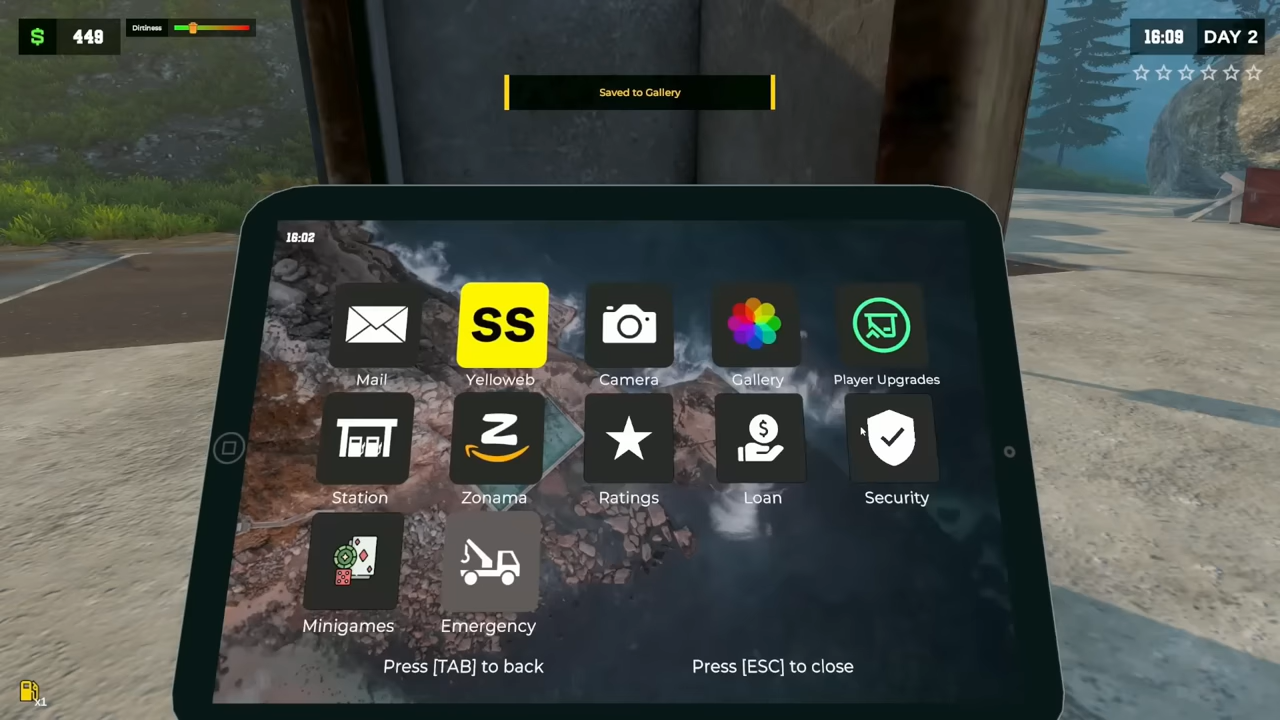 $ 449
Dirtiness
16:09 DAY 2
Saved to Gallery
16:02
SS
Mail
Yelloweb
Camera
Gallery
Player Upgrades
Station
Zonama
Ratings
Loan
Security
Minigames
Emergency
Press [TAB] to back
Press [ESC] to close
x1